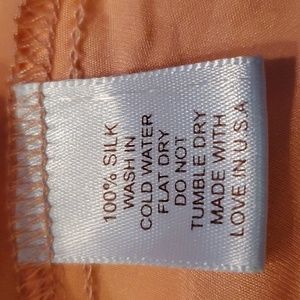 100% SILK
WASH IN
COLD WATER
FLAT DRY
DO NOT
TUMBLE DRY
MADE WITH
LOVE IN U.S.A